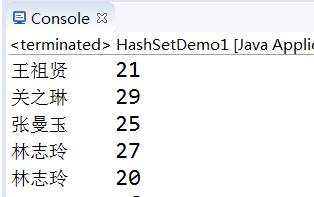 Console
<terminated> HashSetDemo1 [Java Applic
王祖贤 21
关之琳 29
张曼玉 25
林志玲 27
林志玲 20